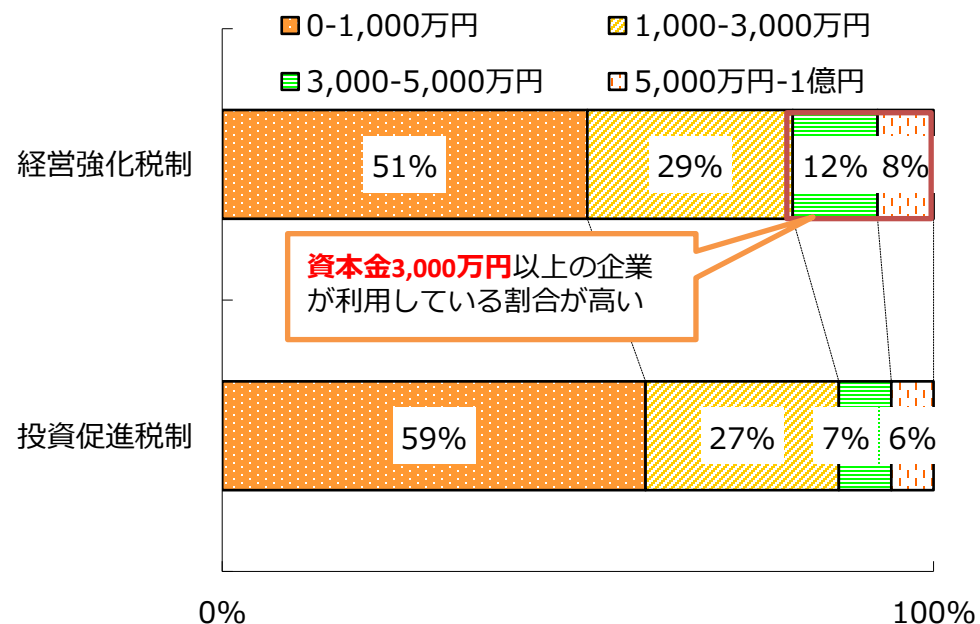 0-1,000万円 1,000-3,000万円
3,000-5,000万円 5,000万円-1億円
経営強化税制 51% 29% 12% 8%
資本金3,000万円以上の企業
が利用している割合が高い
投資促進税制 59% 27% 7% 6%
0% 100%